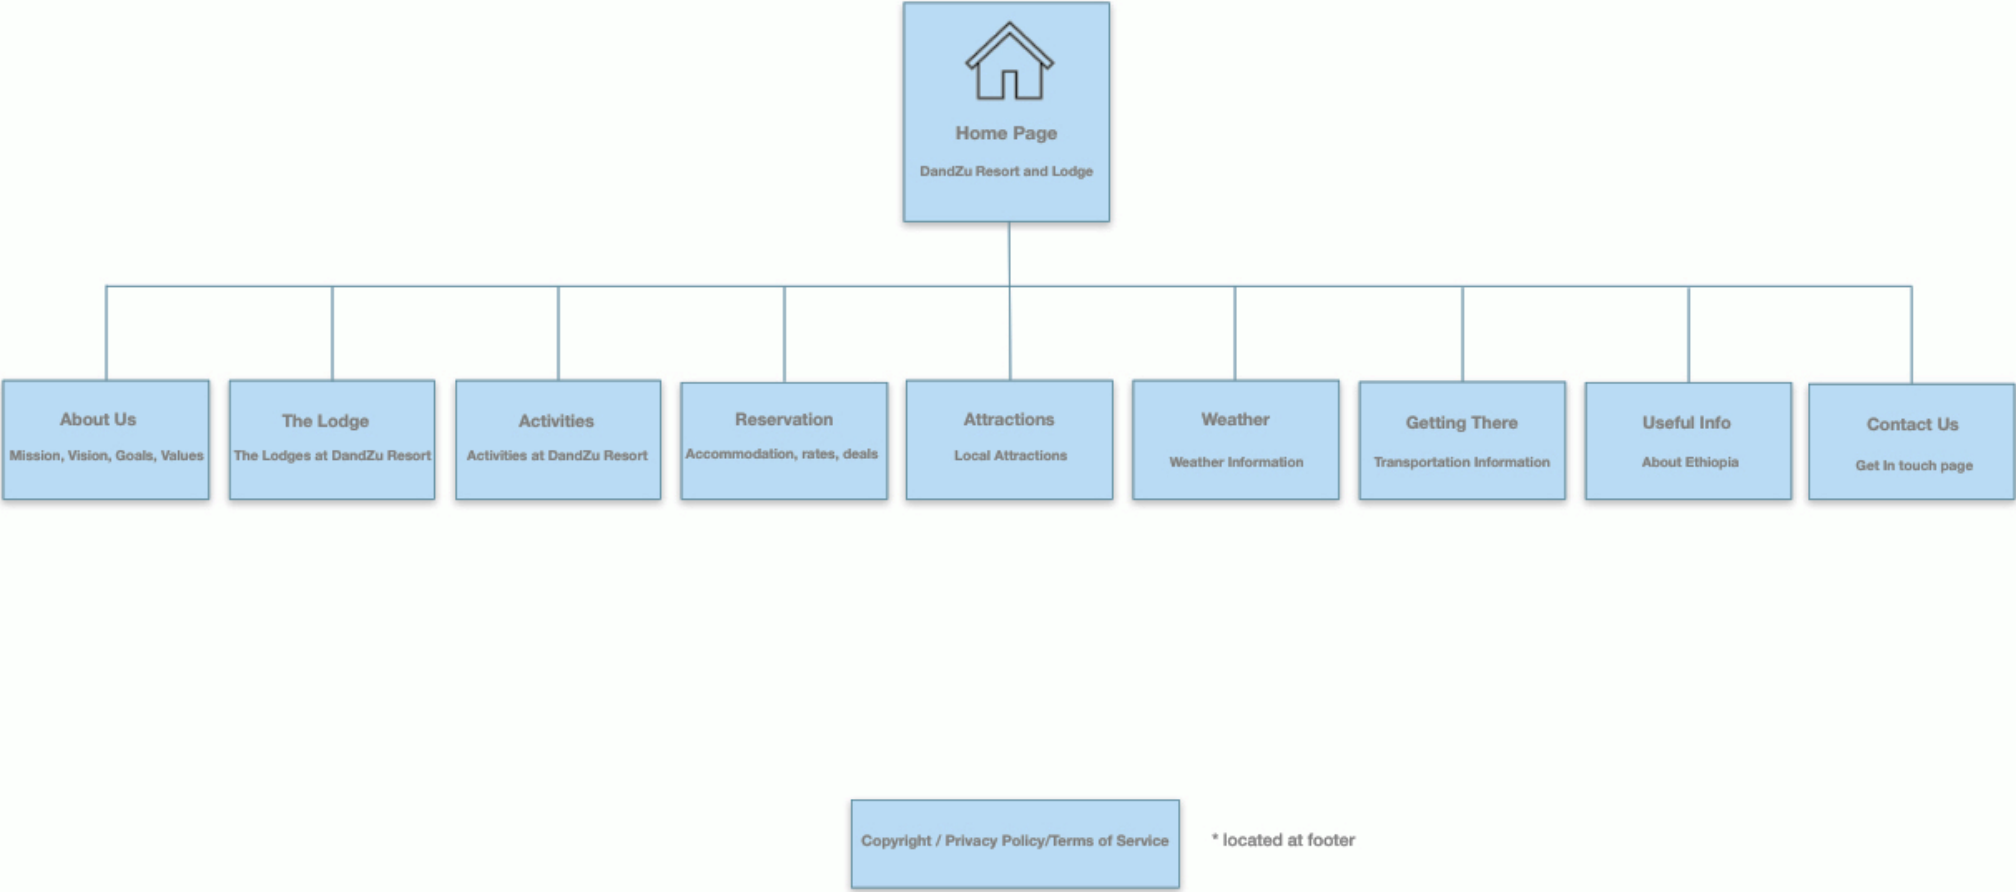 Home Page
DandZu Resort and Lodge
About Us
Mission, Vision, Goals, Values
The Lodge
The Lodges at DandZu Resort
Activities
Activities at DandZu Resort
Reservation
Accommodation, rates, deals
Attractions
Local Attractions
Weather
Weather Information
Getting There
Transportation Information
Useful Info
About Ethiopia
Contact Us
Get In touch page
Copyright / Privacy Policy/Terms of Service
* located at footer